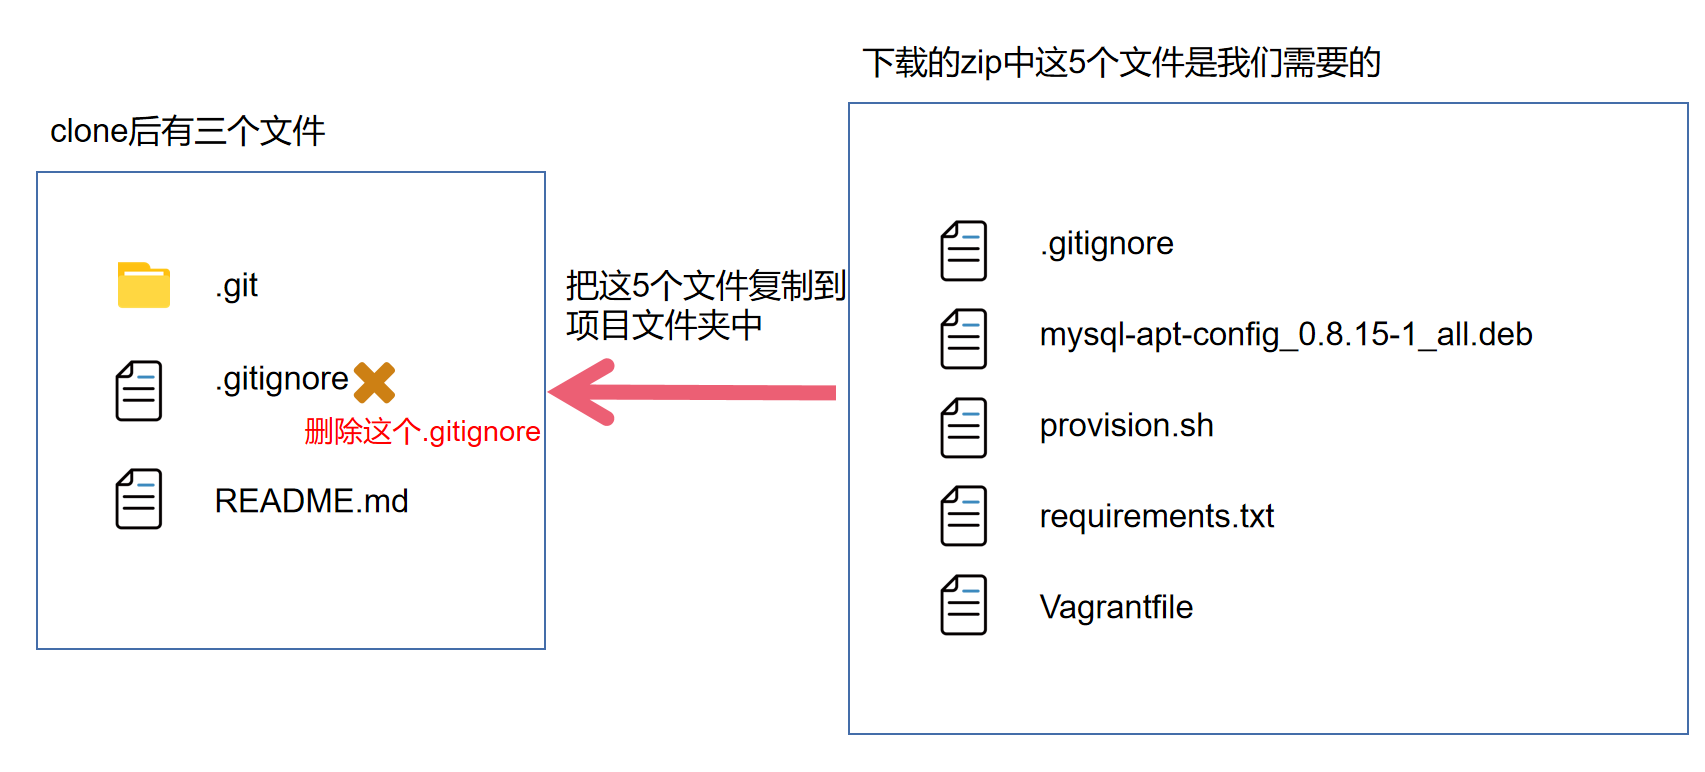 clone后有三个文件
.git
.gitignore
删除这个.gitignore
README.md
把这5个文件复制到
项目文件夹中
下载的zip中这5个文件是我们需要的
.gitignore
mysql-apt-config_0.8.15-1_all.deb
provision.sh
requirements.txt
Vagrantfile